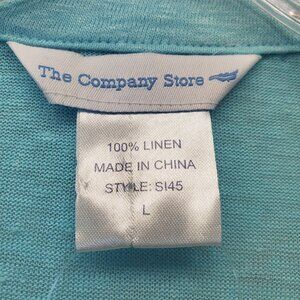 The Company Store
100% LINEN
MADE IN CHINA
STYLE: SI45
L